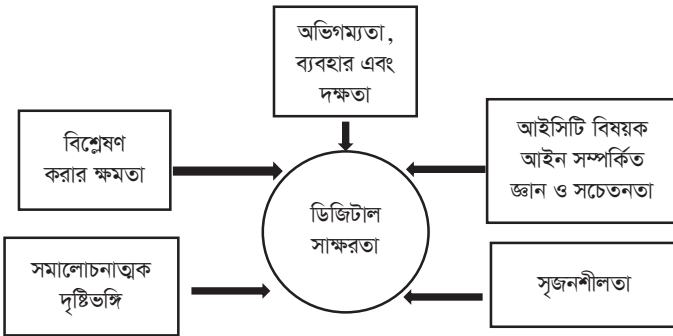 অভিগম্যতা,
ব্যবহার এবং
দক্ষতা
বিশ্লেষণ
করার ক্ষমতা
আইসিটি বিষয়ক
আইন সম্পর্কিত
জ্ঞান ও সচেতনতা
ডিজিটাল
সাক্ষরতা
সমালোচনাত্মক
দৃষ্টিভঙ্গি
সৃজনশীলতা